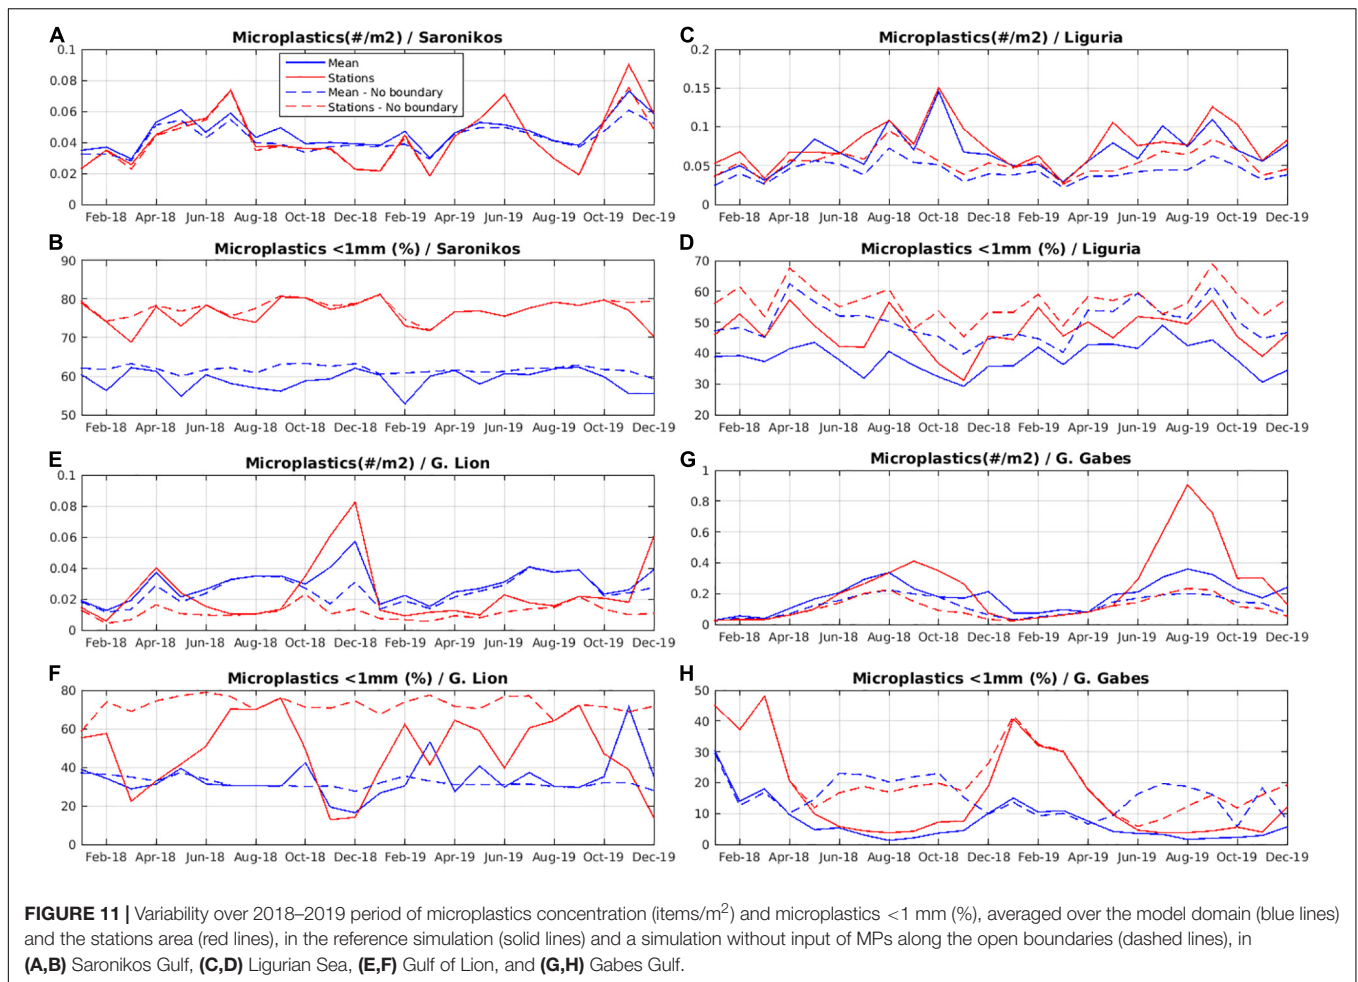 A
Microplastics(#/m2) / Saronikos
0.1
0.08
0.06
0.04
0.02
0
Mean
Stations
Mean - No boundary
Stations - No boundary
Feb-18 Apr-18 Jun-18 Aug-18 Oct-18 Dec-18 Feb-19 Apr-19 Jun-19 Aug-19 Oct-19 Dec-19
C
Microplastics(#/m2) / Liguria
0.2
0.15
0.1
0.05
0
Feb-18 Apr-18 Jun-18 Aug-18 Oct-18 Dec-18 Feb-19 Apr-19 Jun-19 Aug-19 Oct-19 Dec-19
B
Microplastics <1mm (%) / Saronikos
90
80
70
60
50
Feb-18 Apr-18 Jun-18 Aug-18 Oct-18 Dec-18 Feb-19 Apr-19 Jun-19 Aug-19 Oct-19 Dec-19
D
Microplastics <1mm (%) / Liguria
70
60
50
40
30
20
Feb-18 Apr-18 Jun-18 Aug-18 Oct-18 Dec-18 Feb-19 Apr-19 Jun-19 Aug-19 Oct-19 Dec-19
E
Microplastics(#/m2) / G. Lion
0.1
0.08
0.06
0.04
0.02
0
Feb-18 Apr-18 Jun-18 Aug-18 Oct-18 Dec-18 Feb-19 Apr-19 Jun-19 Aug-19 Oct-19 Dec-19
G
Microplastics(#/m2) / G. Gabes
1
0.8
0.6
0.4
0.2
0
Feb-18 Apr-18 Jun-18 Aug-18 Oct-18 Dec-18 Feb-19 Apr-19 Jun-19 Aug-19 Oct-19 Dec-19
F
Microplastics <1mm (%) / G. Lion
80
60
40
20
0
Feb-18 Apr-18 Jun-18 Aug-18 Oct-18 Dec-18 Feb-19 Apr-19 Jun-19 Aug-19 Oct-19 Dec-19
H
Microplastics <1mm (%) / G. Gabes
50
40
30
20
10
0
Feb-18 Apr-18 Jun-18 Aug-18 Oct-18 Dec-18 Feb-19 Apr-19 Jun-19 Aug-19 Oct-19 Dec-19
FIGURE 11 | Variability over 2018–2019 period of microplastics concentration (items/m²) and microplastics <1 mm (%), averaged over the model domain (blue lines)
and the stations area (red lines), in the reference simulation (solid lines) and a simulation without input of MPs along the open boundaries (dashed lines), in
(A,B) Saronikos Gulf, (C,D) Ligurian Sea, (E,F) Gulf of Lion, and (G,H) Gabes Gulf.